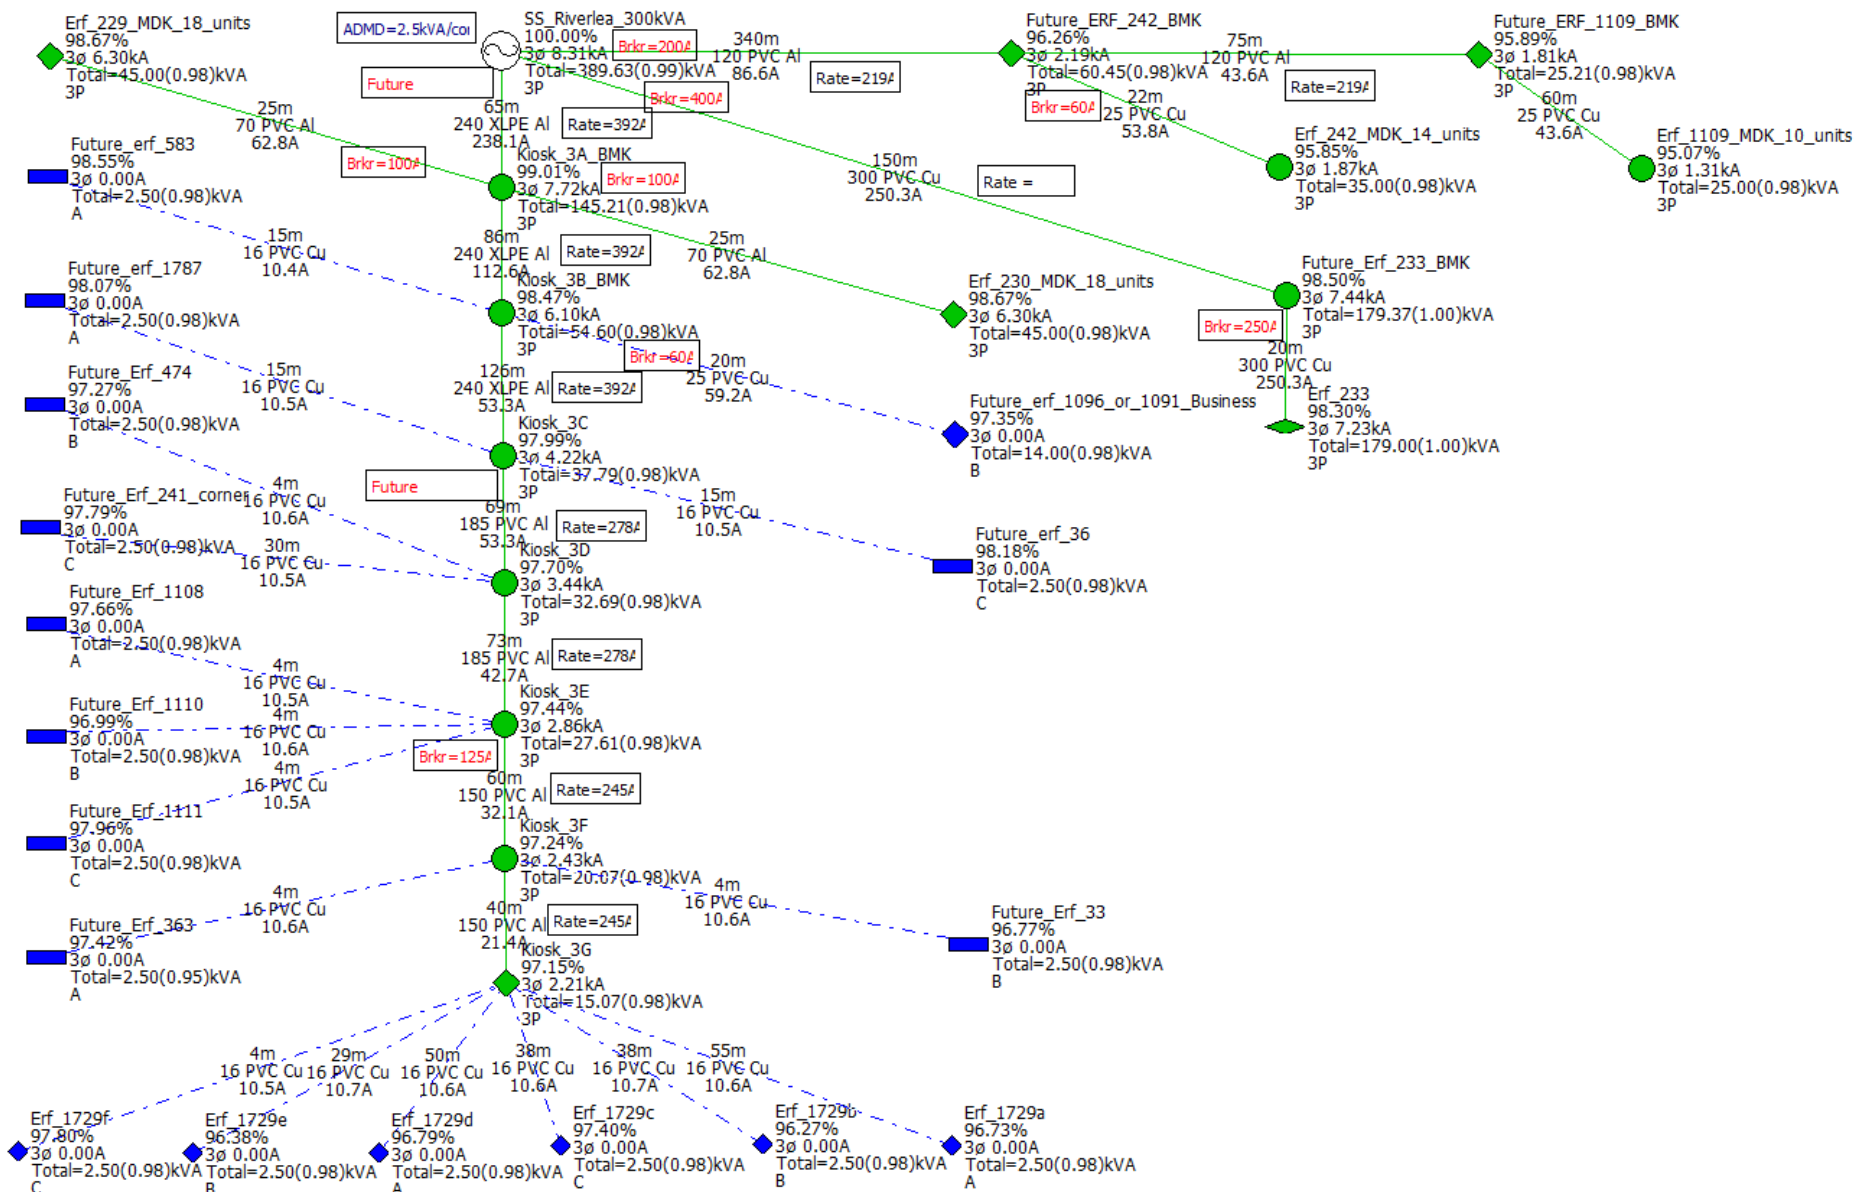 Erf_229_MDK_18_units
98.67%
3ø 6.30kA
Total=45.00(0.98)kVA
3P
ADMD=2.5kVA/cor
SS_Riverlea_300kVA
100.00%
3ø 8.31kA
Total=389.63(0.99)kVA
3P
Brkr=200A
340m
120 PVC Al
86.6A
Rate=219A
Future_ERF_242_BMK
96.26%
3ø 2.19kA
Total=60.45(0.98)kVA
3P
75m
120 PVC Al
43.6A
Rate=219A
Future_ERF_1109_BMK
95.89%
3ø 1.81kA
Total=25.21(0.98)kVA
3P
Future
Brkr=400A
Brkr=60A
22m
25 PVC Cu
53.8A
60m
25 PVC Cu
43.6A
25m
70 PVC Al
62.8A
65m
240 XLPE Al
238.1A
Rate=392A
Erf_242_MDK_14_units
95.85%
3ø 1.87kA
Total=35.00(0.98)kVA
3P
Erf_1109_MDK_10_units
95.07%
3ø 1.31kA
Total=25.00(0.98)kVA
3P
Future_erf_583
98.55%
3ø 0.00A
Total=2.50(0.98)kVA
A
Brkr=100A
Kiosk_3A_BMK
99.01%
3ø 7.72kA
Total=145.21(0.98)kVA
3P
Brkr=100A
150m
300 PVC Cu
250.3A
Rate =
15m
16 PVC Cu
10.4A
86m
240 XLPE Al
112.6A
Rate=392A
25m
70 PVC Al
62.8A
Future_erf_1787
98.07%
3ø 0.00A
Total=2.50(0.98)kVA
A
Kiosk_3B_BMK
98.47%
3ø 6.10kA
Total=54.60(0.98)kVA
3P
Erf_230_MDK_18_units
98.67%
3ø 6.30kA
Total=45.00(0.98)kVA
3P
Future_Erf_233_BMK
98.50%
3ø 7.44kA
Total=179.37(1.00)kVA
3P
Brkr=250A
20m
300 PVC Cu
250.3A
Brkr=60A
20m
25 PVC Cu
59.2A
15m
16 PVC Cu
10.5A
126m
240 XLPE Al
53.3A
Rate=392A
Future_Erf_474
97.27%
3ø 0.00A
Total=2.50(0.98)kVA
B
Future_erf_1096_or_1091_Business
97.35%
3ø 0.00A
Total=14.00(0.98)kVA
B
Erf_233
98.30%
3ø 7.23kA
Total=179.00(1.00)kVA
3P
Kiosk_3C
97.99%
3ø 4.22kA
Total=37.79(0.98)kVA
3P
Future
4m
16 PVC Cu
10.6A
15m
16 PVC Cu
10.5A
Future_Erf_241_corner
97.79%
3ø 0.00A
Total=2.50(0.98)kVA
C
69m
185 PVC Al
53.3A
Rate=278A
30m
16 PVC Cu
10.5A
Future_erf_36
98.18%
3ø 0.00A
Total=2.50(0.98)kVA
C
Kiosk_3D
97.70%
3ø 3.44kA
Total=32.69(0.98)kVA
3P
Future_Erf_1108
97.66%
3ø 0.00A
Total=2.50(0.98)kVA
A
73m
185 PVC Al
42.7A
Rate=278A
4m
16 PVC Cu
10.5A
Future_Erf_1110
96.99%
3ø 0.00A
Total=2.50(0.98)kVA
B
4m
16 PVC Cu
10.6A
Kiosk_3E
97.44%
3ø 2.86kA
Total=27.61(0.98)kVA
3P
Brkr=125A
4m
16 PVC Cu
10.5A
60m
150 PVC Al
32.1A
Rate=245A
Future_Erf_1111
97.96%
3ø 0.00A
Total=2.50(0.98)kVA
C
Kiosk_3F
97.24%
3ø 2.43kA
Total=20.07(0.98)kVA
3P
4m
16 PVC Cu
10.6A
4m
16 PVC Cu
10.6A
Future_Erf_363
97.42%
3ø 0.00A
Total=2.50(0.95)kVA
A
40m
150 PVC Al
21.4A
Rate=245A
Future_Erf_33
96.77%
3ø 0.00A
Total=2.50(0.98)kVA
B
Kiosk_3G
97.15%
3ø 2.21kA
Total=15.07(0.98)kVA
3P
4m
16 PVC Cu
10.5A
29m
16 PVC Cu
10.7A
50m
16 PVC Cu
10.6A
38m
16 PVC Cu
10.6A
38m
16 PVC Cu
10.7A
55m
16 PVC Cu
10.6A
Erf_1729f
97.80%
3ø 0.00A
Total=2.50(0.98)kVA
C
Erf_1729e
96.38%
3ø 0.00A
Total=2.50(0.98)kVA
B
Erf_1729d
96.79%
3ø 0.00A
Total=2.50(0.98)kVA
A
Erf_1729c
97.40%
3ø 0.00A
Total=2.50(0.98)kVA
C
Erf_1729b
96.27%
3ø 0.00A
Total=2.50(0.98)kVA
B
Erf_1729a
96.73%
3ø 0.00A
Total=2.50(0.98)kVA
A